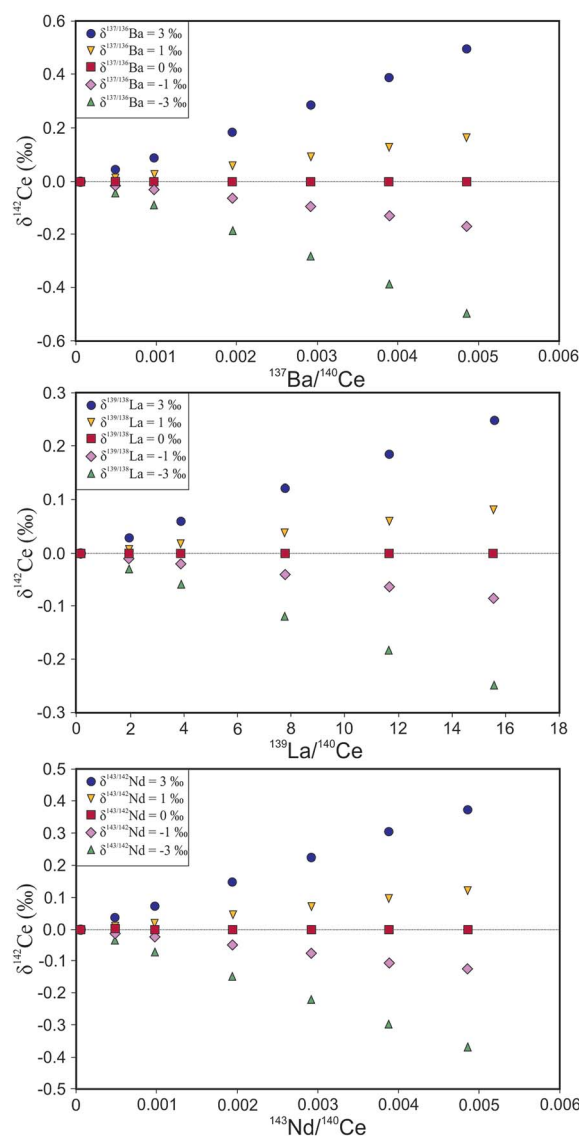 0.6
δ¹³⁷/¹³⁶Ba = 3 ‰
δ¹³⁷/¹³⁶Ba = 1 ‰
δ¹³⁷/¹³⁶Ba = 0 ‰
δ¹³⁷/¹³⁶Ba = -1 ‰
δ¹³⁷/¹³⁶Ba = -3 ‰
0.4
0.2
0.0
-0.2
-0.4
-0.6
δ¹⁴²Ce (‰)
0 0.001 0.002 0.003 0.004 0.005 0.006
¹³⁷Ba/¹⁴⁰Ce
0.3
δ¹³⁹/¹³⁸La = 3 ‰
δ¹³⁹/¹³⁸La = 1 ‰
δ¹³⁹/¹³⁸La = 0 ‰
δ¹³⁹/¹³⁸La = -1 ‰
δ¹³⁹/¹³⁸La = -3 ‰
0.2
0.1
0.0
-0.1
-0.2
-0.3
δ¹⁴²Ce (‰)
0 2 4 6 8 10 12 14 16 18
¹³⁹La/¹⁴⁰Ce
0.5
δ¹⁴³/¹⁴²Nd = 3 ‰
δ¹⁴³/¹⁴²Nd = 1 ‰
δ¹⁴³/¹⁴²Nd = 0 ‰
δ¹⁴³/¹⁴²Nd = -1 ‰
δ¹⁴³/¹⁴²Nd = -3 ‰
0.4
0.3
0.2
0.1
0.0
-0.1
-0.2
-0.3
-0.4
-0.5
δ¹⁴²Ce (‰)
0 0.001 0.002 0.003 0.004 0.005 0.006
¹⁴³Nd/¹⁴⁰Ce